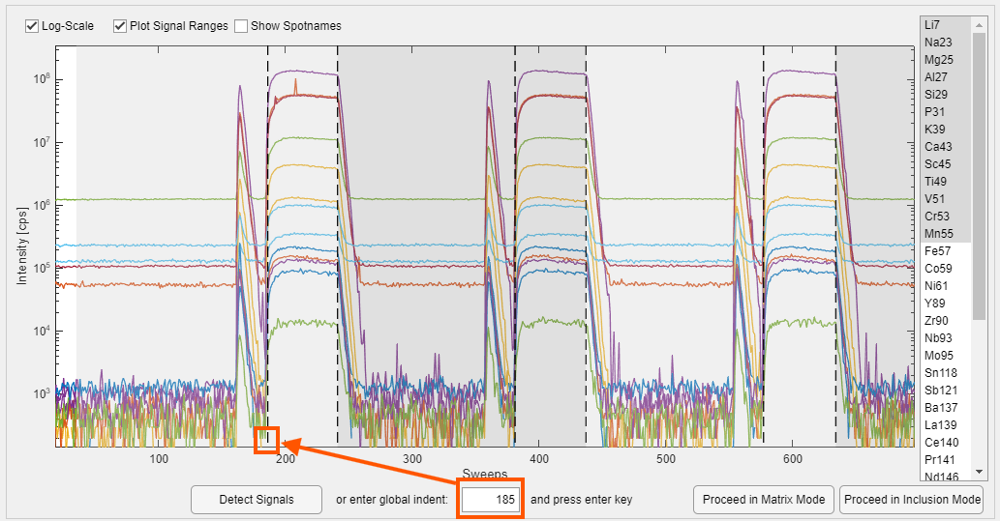 Log-Scale
Plot Signal Ranges
Show Spotnames
Intensity [cps]
10^8
10^7
10^6
10^5
10^4
10^3
100
200
300
400
500
600
Sweeps
Li7
Na23
Mg25
Al27
Si29
P31
K39
Ca43
Sc45
Ti49
V51
Cr53
Mn55
Fe57
Co59
Ni61
Y89
Zr90
Nb93
Mo95
Sn118
Sb121
Ba137
La139
Ce140
Pr141
Nd146
Detect Signals
or enter global indent:
185
and press enter key
Proceed in Matrix Mode
Proceed in Inclusion Mode